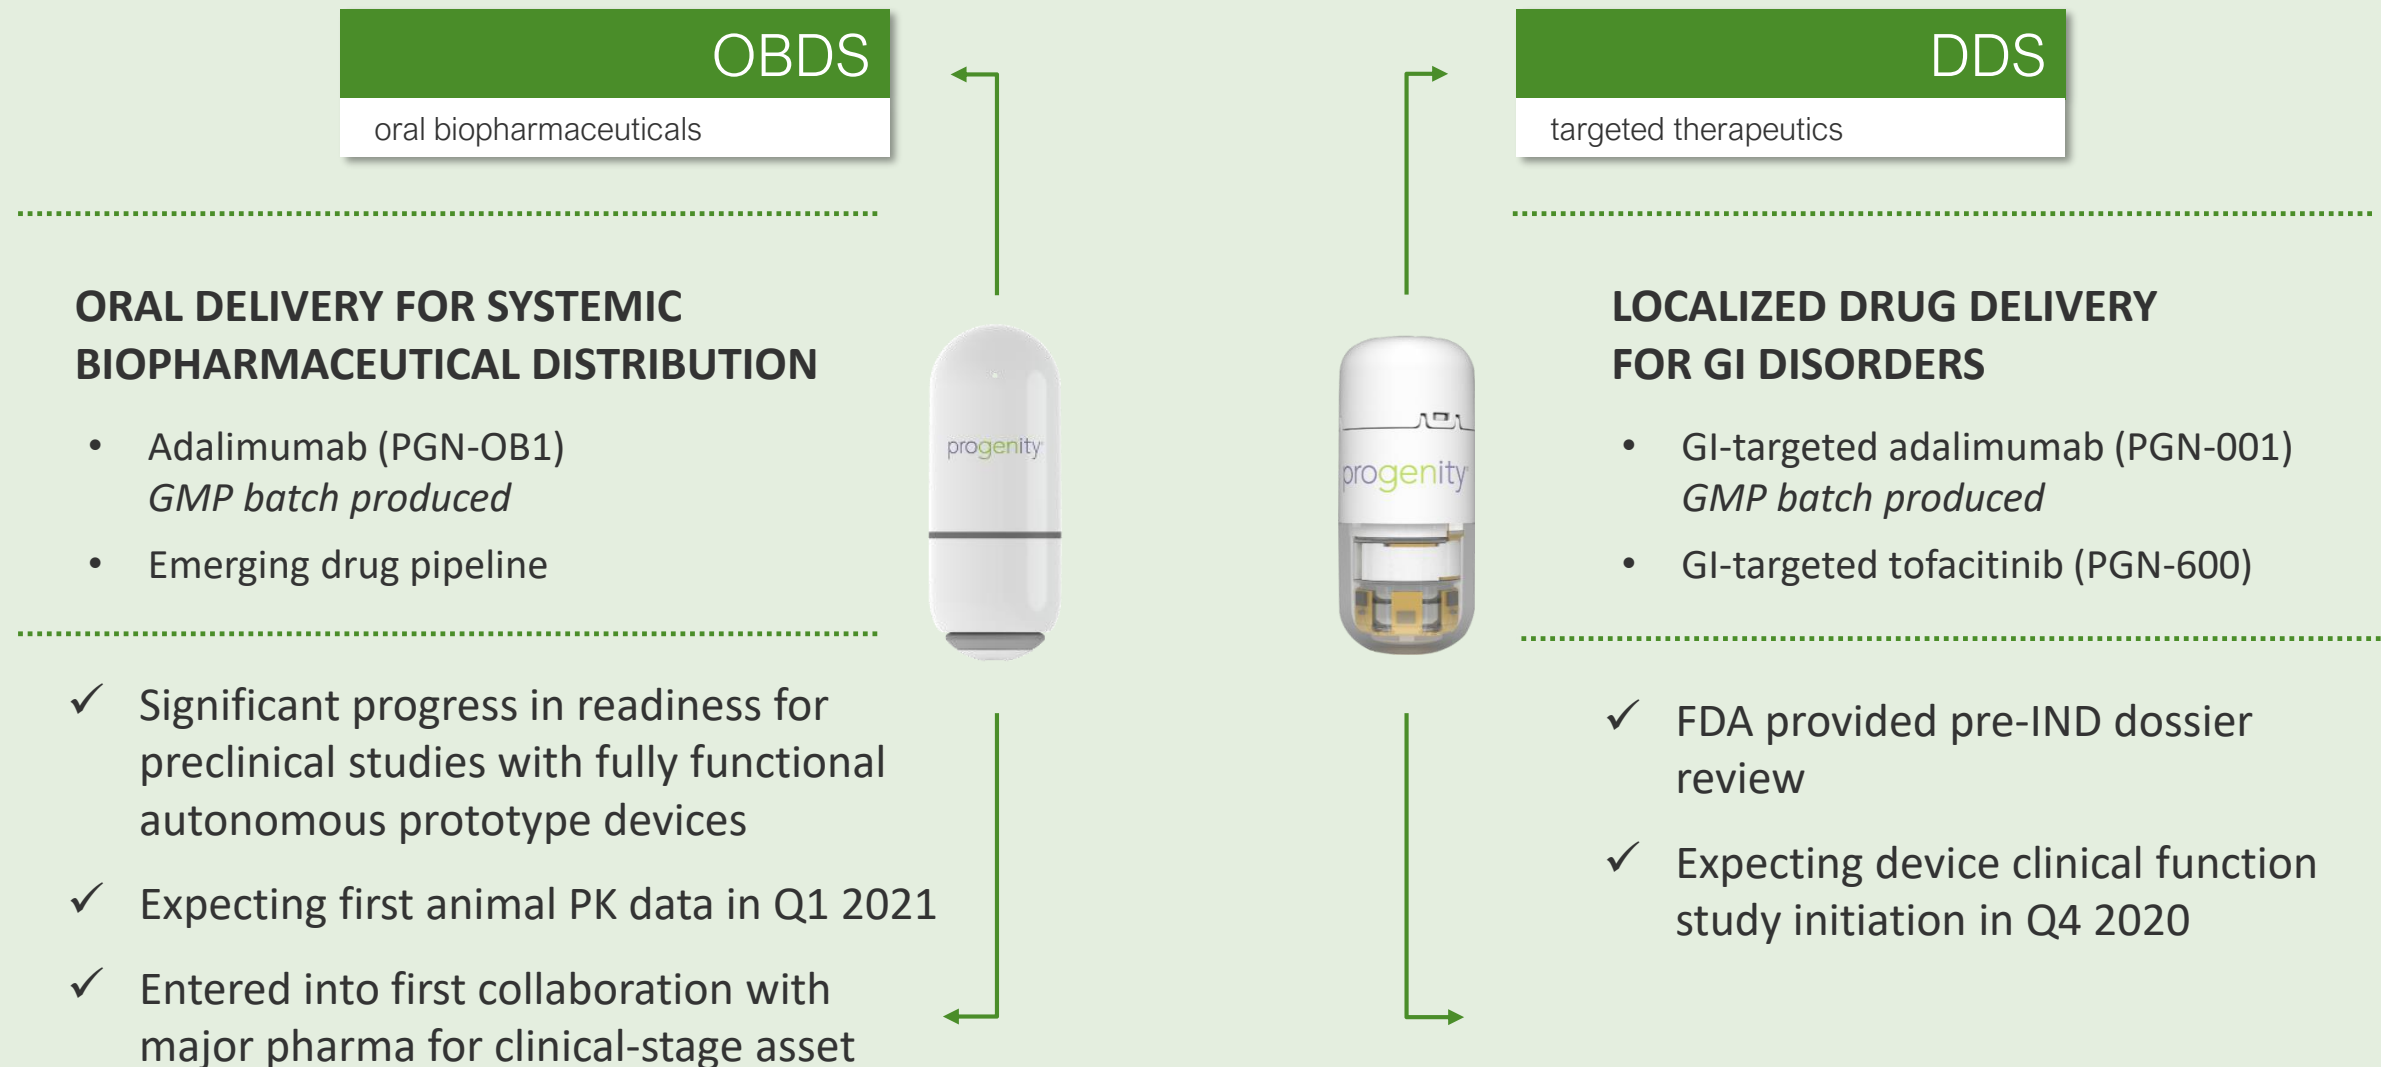 OBDS
oral biopharmaceuticals
ORAL DELIVERY FOR SYSTEMIC
BIOPHARMACEUTICAL DISTRIBUTION
• Adalimumab (PGN-OB1)
GMP batch produced
• Emerging drug pipeline
✓ Significant progress in readiness for
preclinical studies with fully functional
autonomous prototype devices
✓ Expecting first animal PK data in Q1 2021
✓ Entered into first collaboration with
major pharma for clinical-stage asset
progenity
progenity
DDS
targeted therapeutics
LOCALIZED DRUG DELIVERY
FOR GI DISORDERS
• GI-targeted adalimumab (PGN-001)
GMP batch produced
• GI-targeted tofacitinib (PGN-600)
✓ FDA provided pre-IND dossier
review
✓ Expecting device clinical function
study initiation in Q4 2020